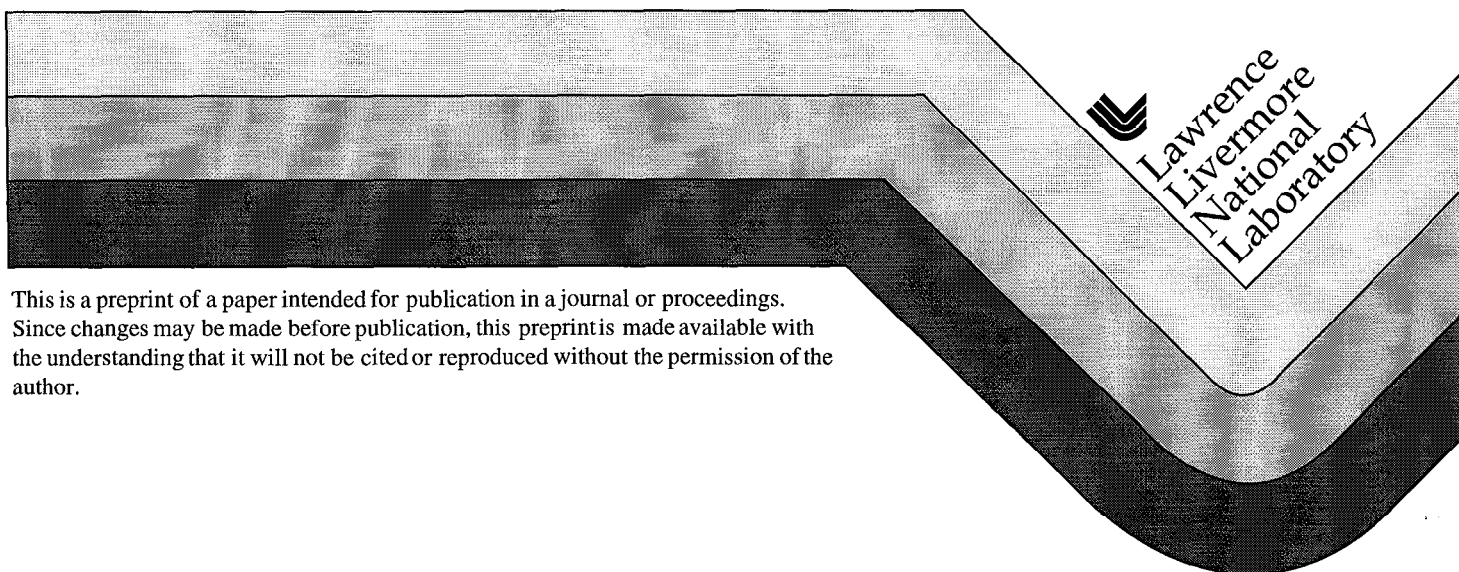 Lawrence
Livermore
National
Laboratory
This is a preprint of a paper intended for publication in a journal or proceedings.
Since changes may be made before publication, this preprint is made available with
the understanding that it will not be cited or reproduced without the permission of the
author.